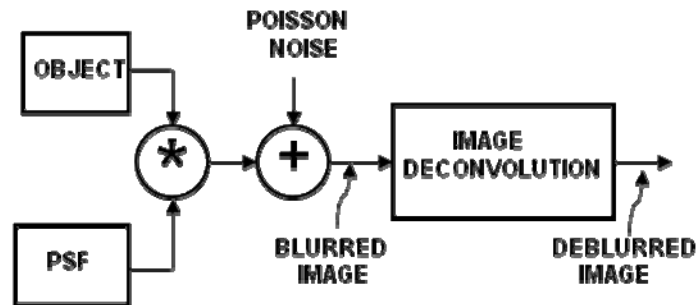 POISSON
NOISE
OBJECT
*
+
IMAGE
DECONVOLUTION
PSF
BLURRED
IMAGE
DEBLURRED
IMAGE